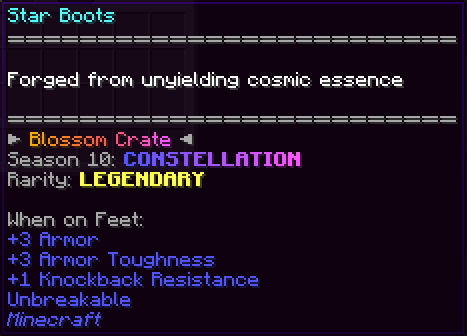 Star Boots
==============================
Forged from unyielding cosmic essence
==============================
► Blossom Crate ◄
Season 10: CONSTELLATION
Rarity: LEGENDARY
When on Feet:
+3 Armor
+3 Armor Toughness
+1 Knockback Resistance
Unbreakable
Minecraft